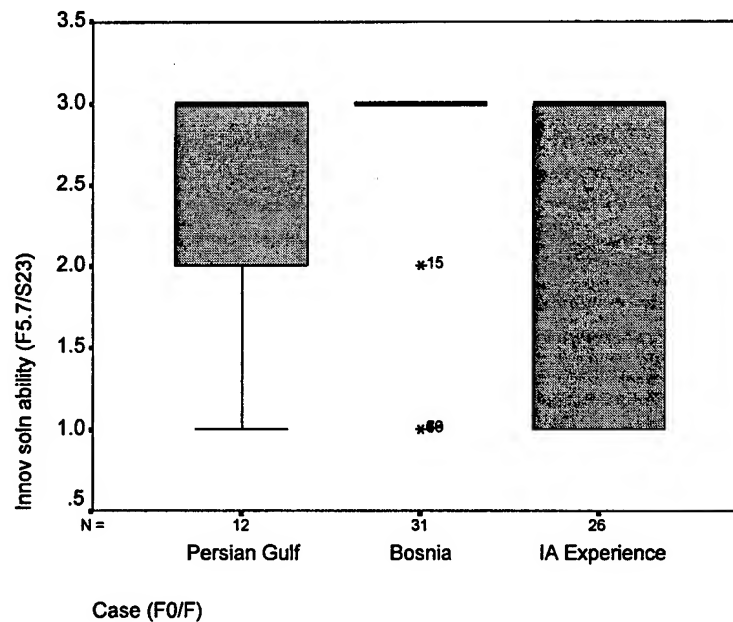 3.5
3.0
2.5
2.0
1.5
1.0
.5
Innov soln ability (F5.7/S23)
15
N = 12 31 26
Persian Gulf Bosnia IA Experience
Case (F0/F)